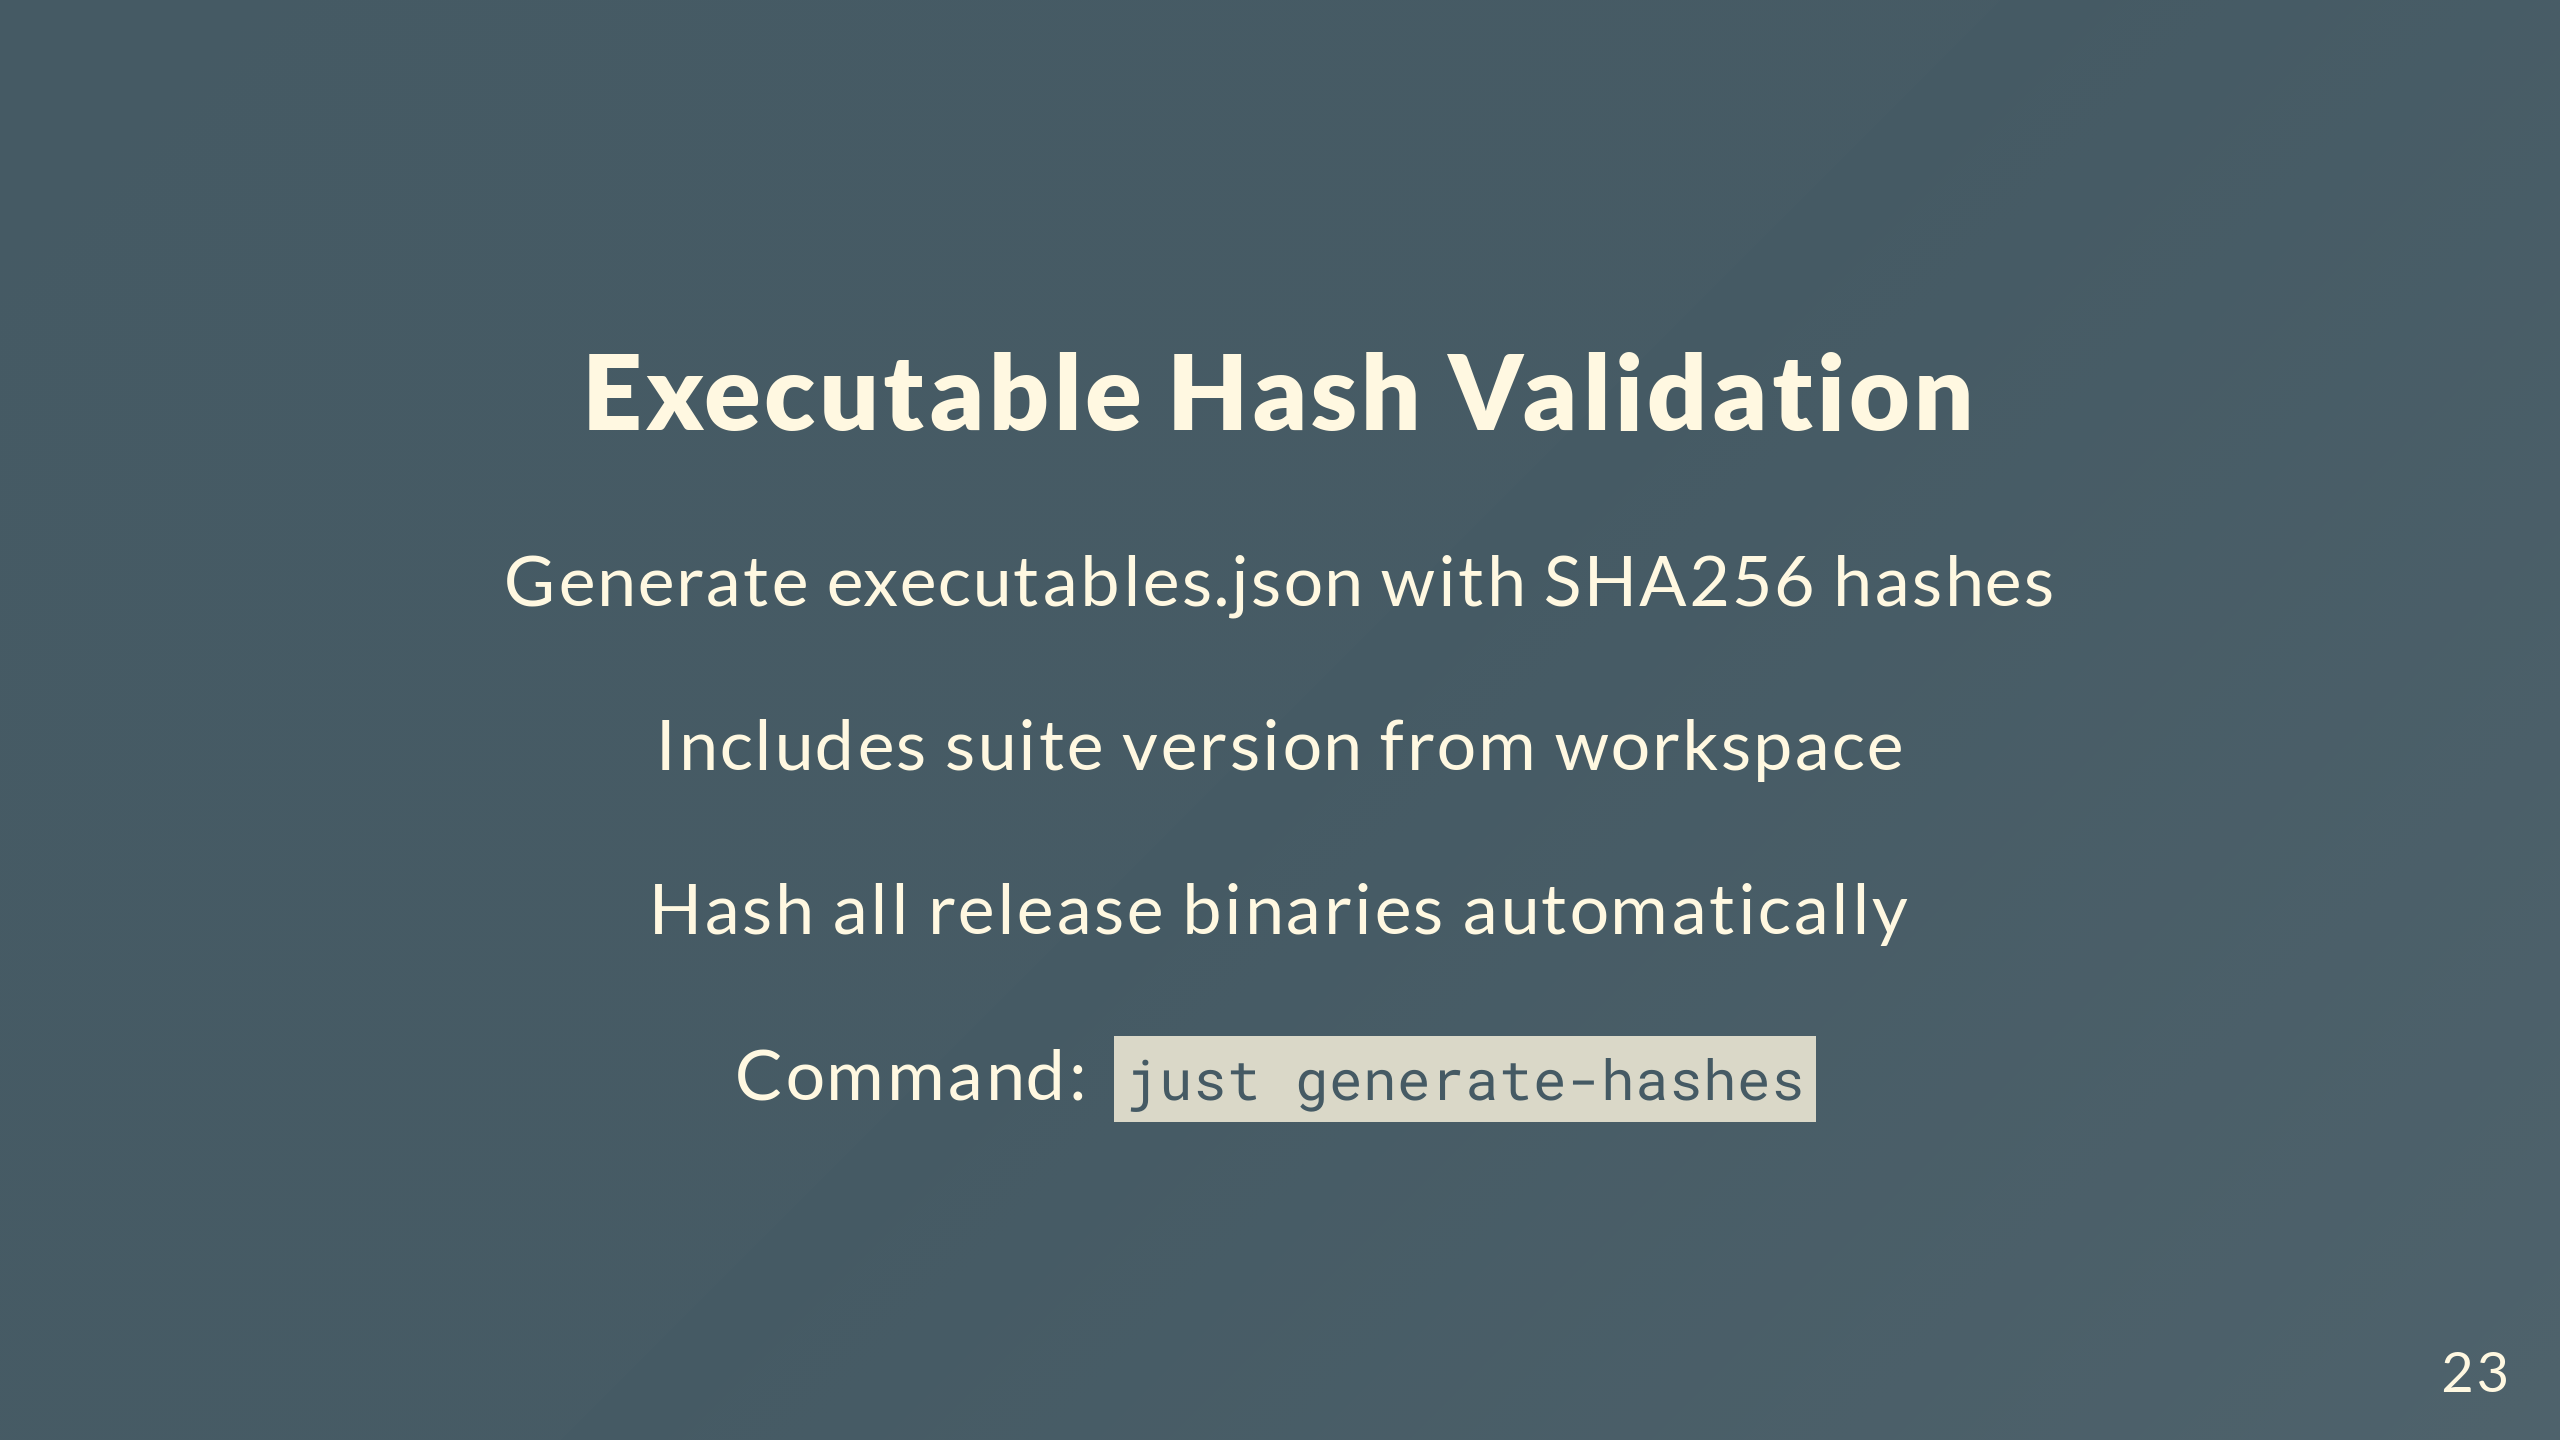 Executable Hash Validation
Generate executables.json with SHA256 hashes
Includes suite version from workspace
Hash all release binaries automatically
Command: just generate-hashes
23